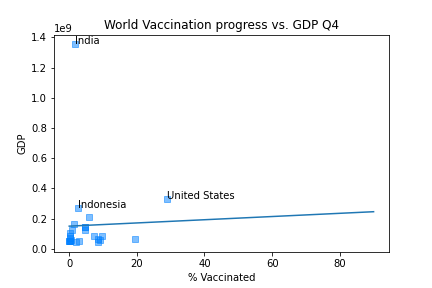 World Vaccination progress vs. GDP Q4
1e9
1.4
1.2
1.0
0.8
0.6
0.4
0.2
0.0
GDP
India
United States
Indonesia
0
20
40
60
80
% Vaccinated